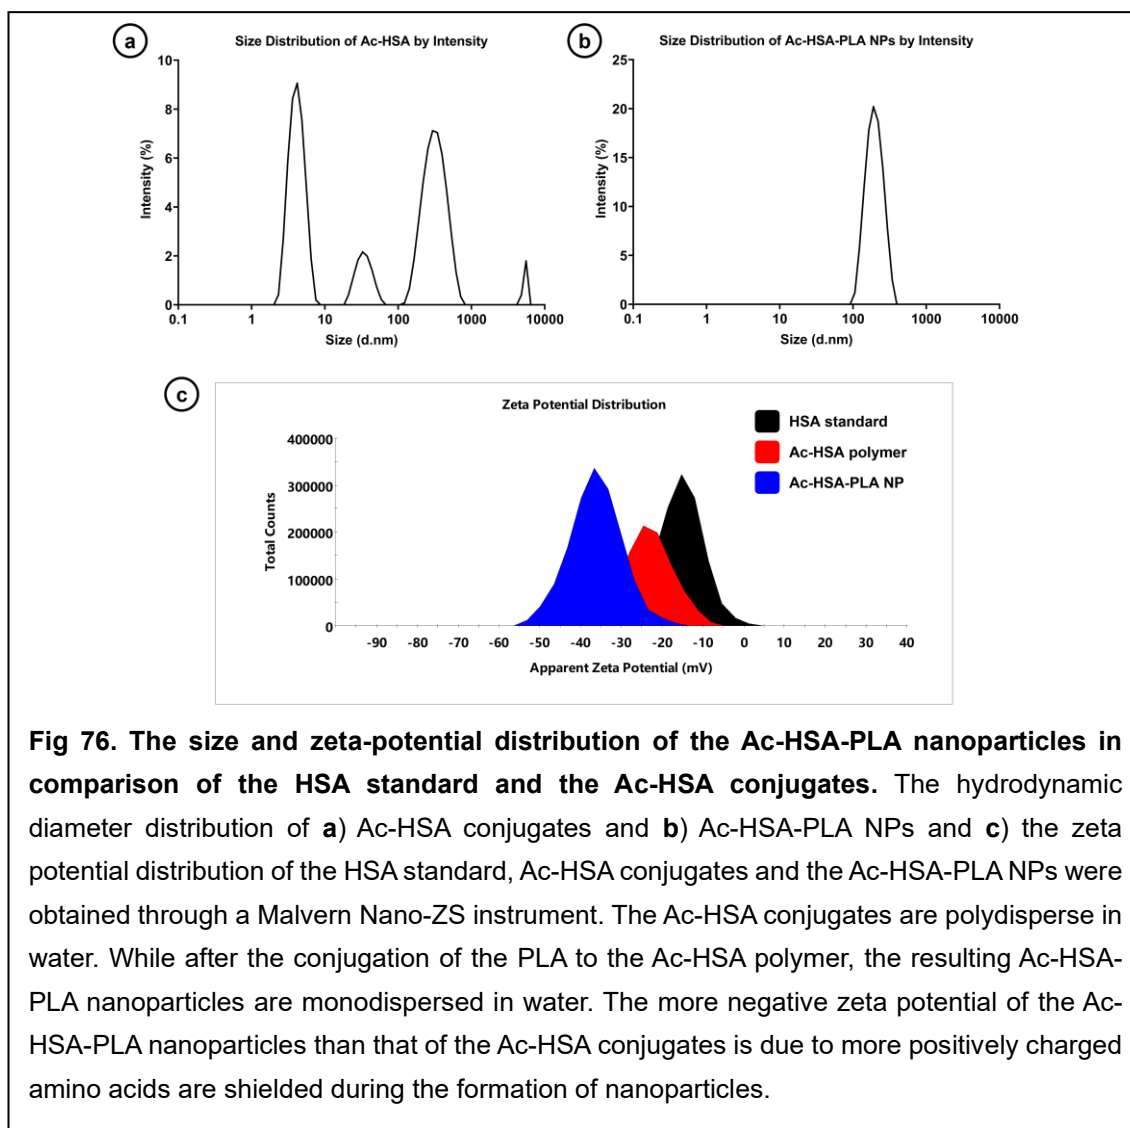 a
Size Distribution of Ac-HSA by Intensity
10
8
6
4
2
0
Intensity (%)
0.1 1 10 100 1000 10000
Size (d.nm)
b
Size Distribution of Ac-HSA-PLA NPs by Intensity
25
20
15
10
5
0
Intensity (%)
0.1 1 10 100 1000 10000
Size (d.nm)
c
Zeta Potential Distribution
HSA standard
Ac-HSA polymer
Ac-HSA-PLA NP
400000
300000
200000
100000
0
Total Counts
-90 -80 -70 -60 -50 -40 -30 -20 -10 0 10 20 30 40
Apparent Zeta Potential (mV)
Fig 76. The size and zeta-potential distribution of the Ac-HSA-PLA nanoparticles in
comparison of the HSA standard and the Ac-HSA conjugates. The hydrodynamic
diameter distribution of a) Ac-HSA conjugates and b) Ac-HSA-PLA NPs and c) the zeta
potential distribution of the HSA standard, Ac-HSA conjugates and the Ac-HSA-PLA NPs were
obtained through a Malvern Nano-ZS instrument. The Ac-HSA conjugates are polydisperse in
water. While after the conjugation of the PLA to the Ac-HSA polymer, the resulting Ac-HSA-
PLA nanoparticles are monodispersed in water. The more negative zeta potential of the Ac-
HSA-PLA nanoparticles than that of the Ac-HSA conjugates is due to more positively charged
amino acids are shielded during the formation of nanoparticles.